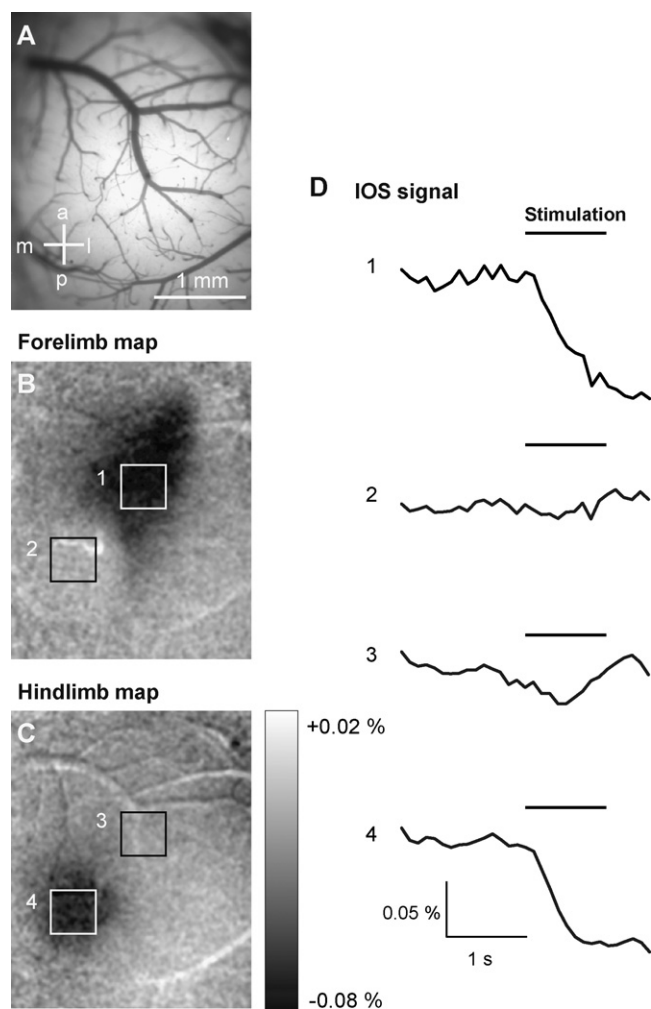 A
a
m l
p
1 mm
Forelimb map
B
1
2
Hindlimb map
C
3
4
+0.02 %
-0.08 %
D IOS signal
Stimulation
1
2
3
4
0.05 %
1 s